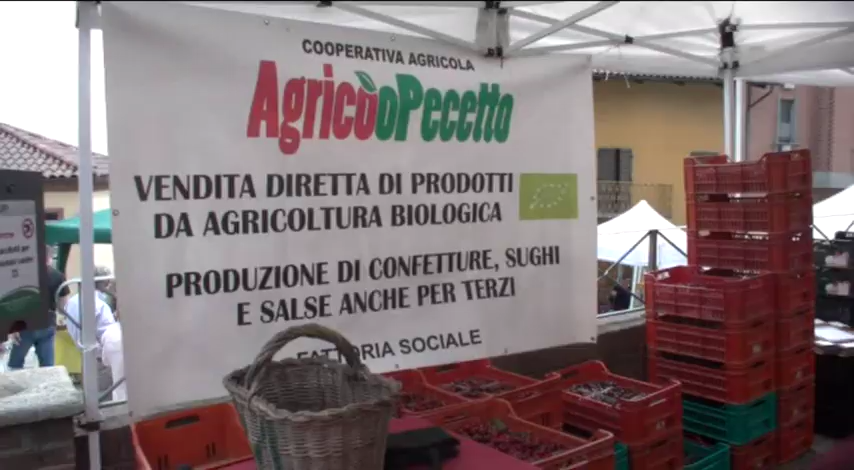 COOPERATIVA AGRICOLA
AgricòoPecetto
VENDITA DIRETTA DI PRODOTTI
DA AGRICOLTURA BIOLOGICA
PRODUZIONE DI CONFETTURE, SUGHI
E SALSE ANCHE PER TERZI
FATTORIA SOCIALE